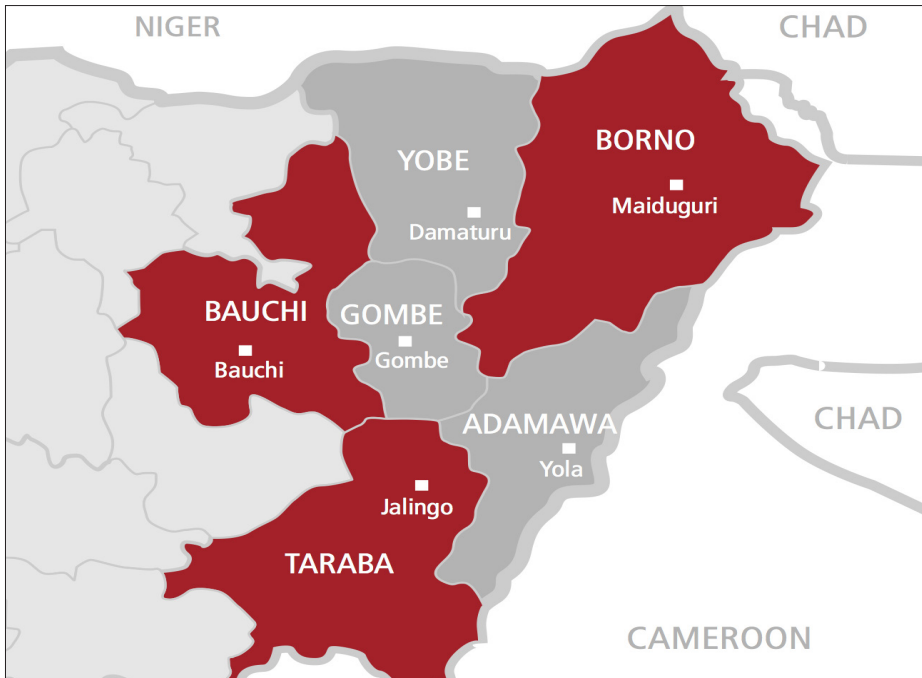 NIGER
CHAD
BORNO
YOBE
Maiduguri
Damaturu
BAUCHI
GOMBE
Gombe
Bauchi
ADAMAWA
CHAD
Yola
Jalingo
TARABA
CAMEROON